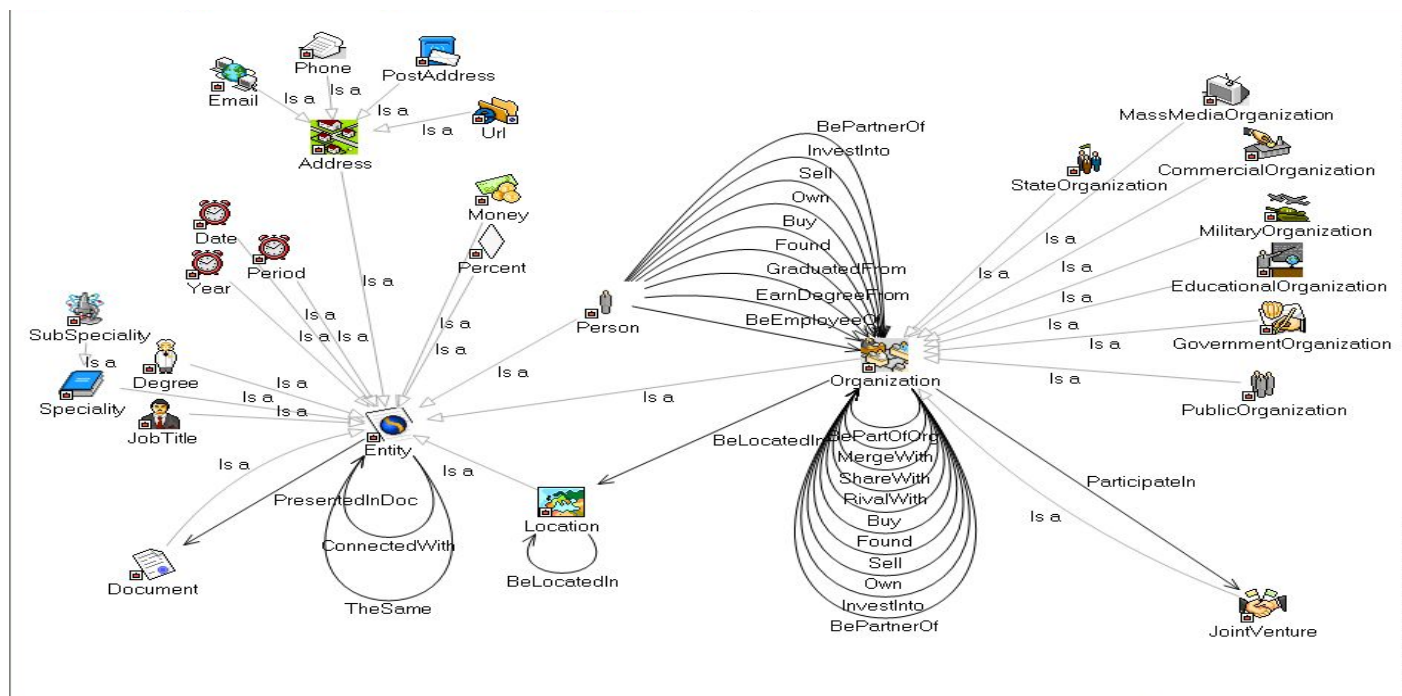 Phone
PostAddress
Email
Is a
Is a
Is a
Is a
Url
Address
MassMediaOrganization
BePartnerOf
InvestInto
Sell
Own
Buy
Found
GraduatedFrom
EarnDegreeFrom
BeEmployeeO
StateOrganization
CommercialOrganization
MilitaryOrganization
EducationalOrganization
GovernmentOrganization
PublicOrganization
Is a
Is a
Is a
Is a
Is a
Is a
Is a
Money
Percent
Date
Period
Year
Is a
Is a
Is a
Is a
Is a
Is a
Person
Is a
SubSpeciality
Is a
Speciality
Degree
JobTitle
Is a
Is a
Is a
Is a
Entity
Is a
Is a
Organization
BeLocatedIn
PresentedInDoc
ConnectedWith
TheSame
Document
Location
BeLocatedIn
BePartOfOrg
MergeWith
ShareWith
RivalWith
Buy
Found
Sell
Own
InvestInto
BePartnerOf
ParticipateIn
Is a
JointVenture